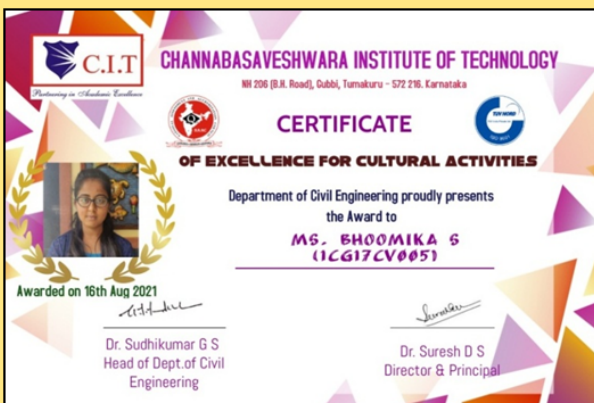 C.I.T
Partnering in Academic Excellence
CHANNABASAVESHWARA INSTITUTE OF TECHNOLOGY
NH 206 (B.H. Road), Gubbi, Tumakuru - 572 216. Karnataka
CERTIFICATE
TUV NORD
OF EXCELLENCE FOR CULTURAL ACTIVITIES
Department of Civil Engineering proudly presents
the Award to
MS. BHOOMIKA S
(1CG17CV005)
Awarded on 16th Aug 2021
Dr. Sudhikumar G S
Head of Dept.of Civil
Engineering
Dr. Suresh D S
Director & Principal